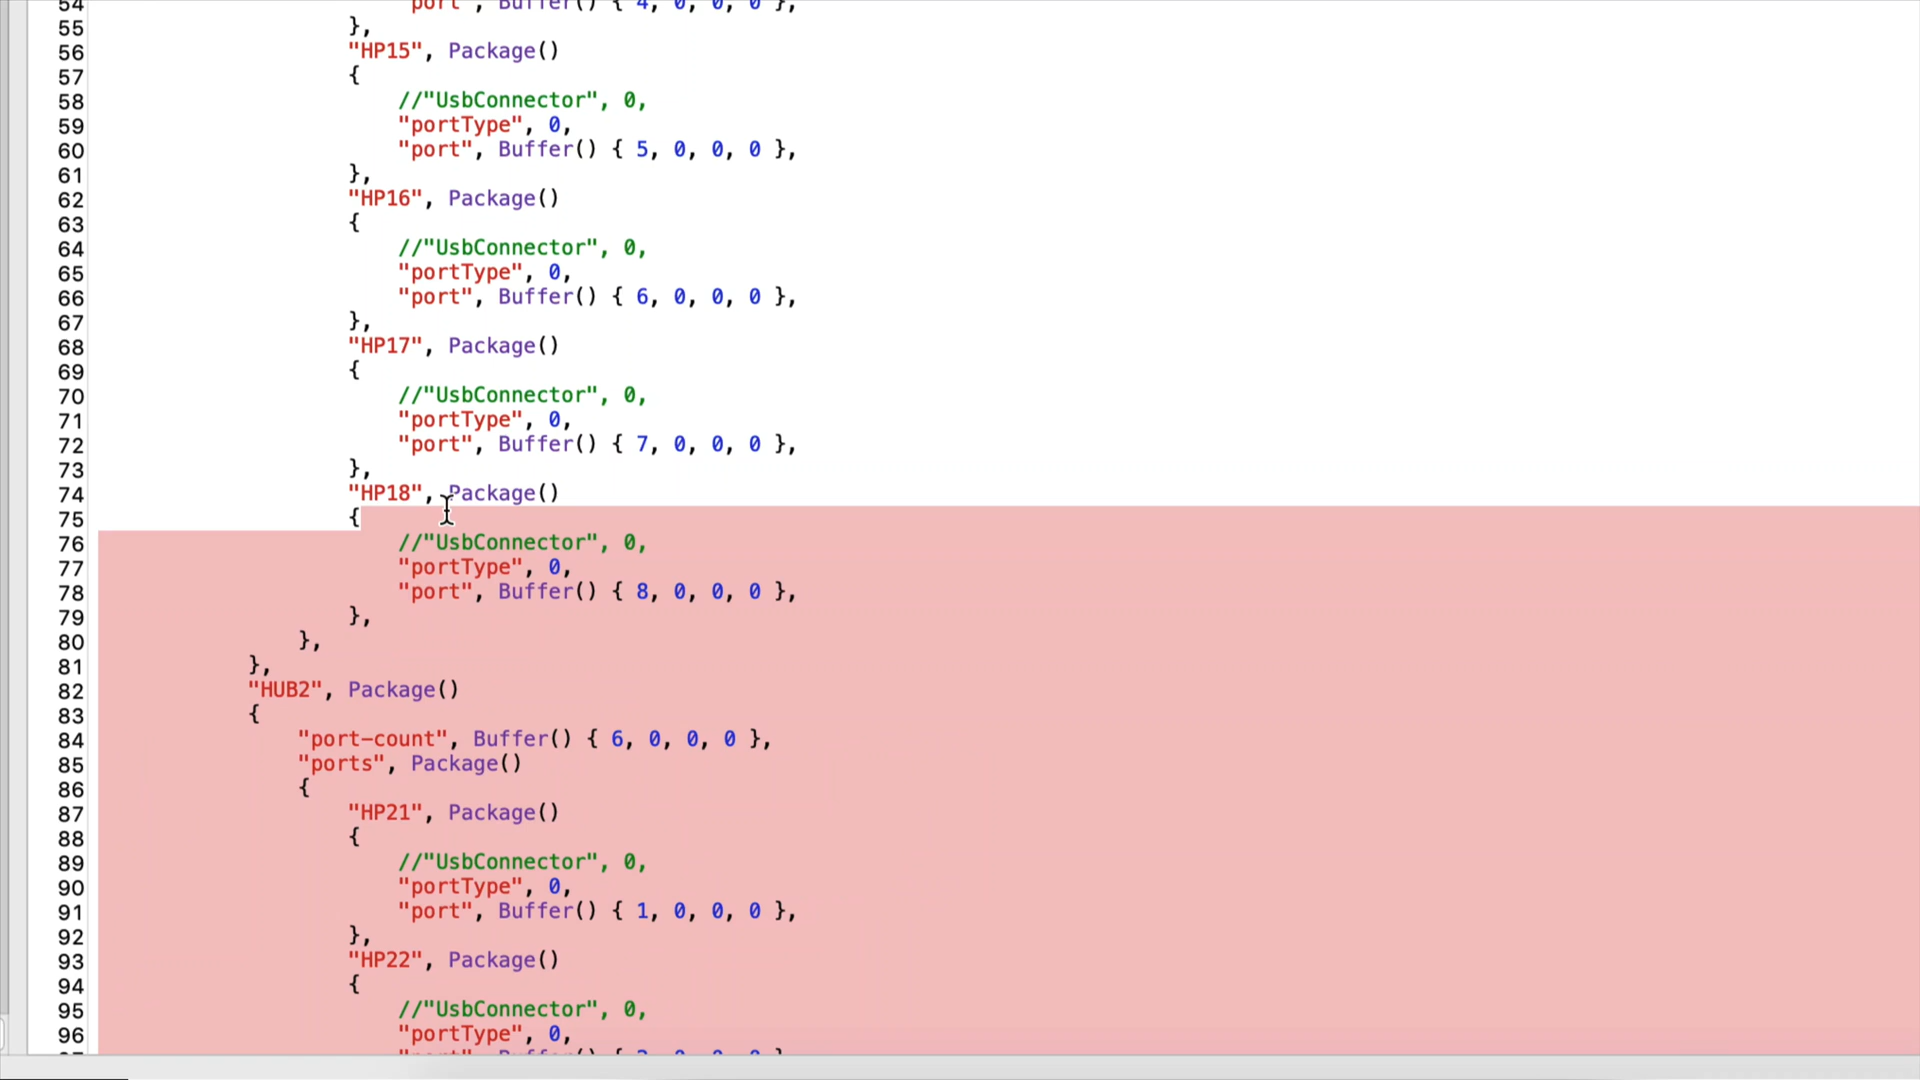 54 "port", Buffer() { 4, 0, 0, 0 },
55 },
56 "HP15", Package()
57 {
58 //"UsbConnector", 0,
59 "portType", 0,
60 "port", Buffer() { 5, 0, 0, 0 },
61 },
62 "HP16", Package()
63 {
64 //"UsbConnector", 0,
65 "portType", 0,
66 "port", Buffer() { 6, 0, 0, 0 },
67 },
68 "HP17", Package()
69 {
70 //"UsbConnector", 0,
71 "portType", 0,
72 "port", Buffer() { 7, 0, 0, 0 },
73 },
74 "HP18", Package()
75 {
76 //"UsbConnector", 0,
77 "portType", 0,
78 "port", Buffer() { 8, 0, 0, 0 },
79 },
80 },
81 },
82 "HUB2", Package()
83 {
84 "port-count", Buffer() { 6, 0, 0, 0 },
85 "ports", Package()
86 {
87 "HP21", Package()
88 {
89 //"UsbConnector", 0,
90 "portType", 0,
91 "port", Buffer() { 1, 0, 0, 0 },
92 },
93 "HP22", Package()
94 {
95 //"UsbConnector", 0,
96 "portType", 0,